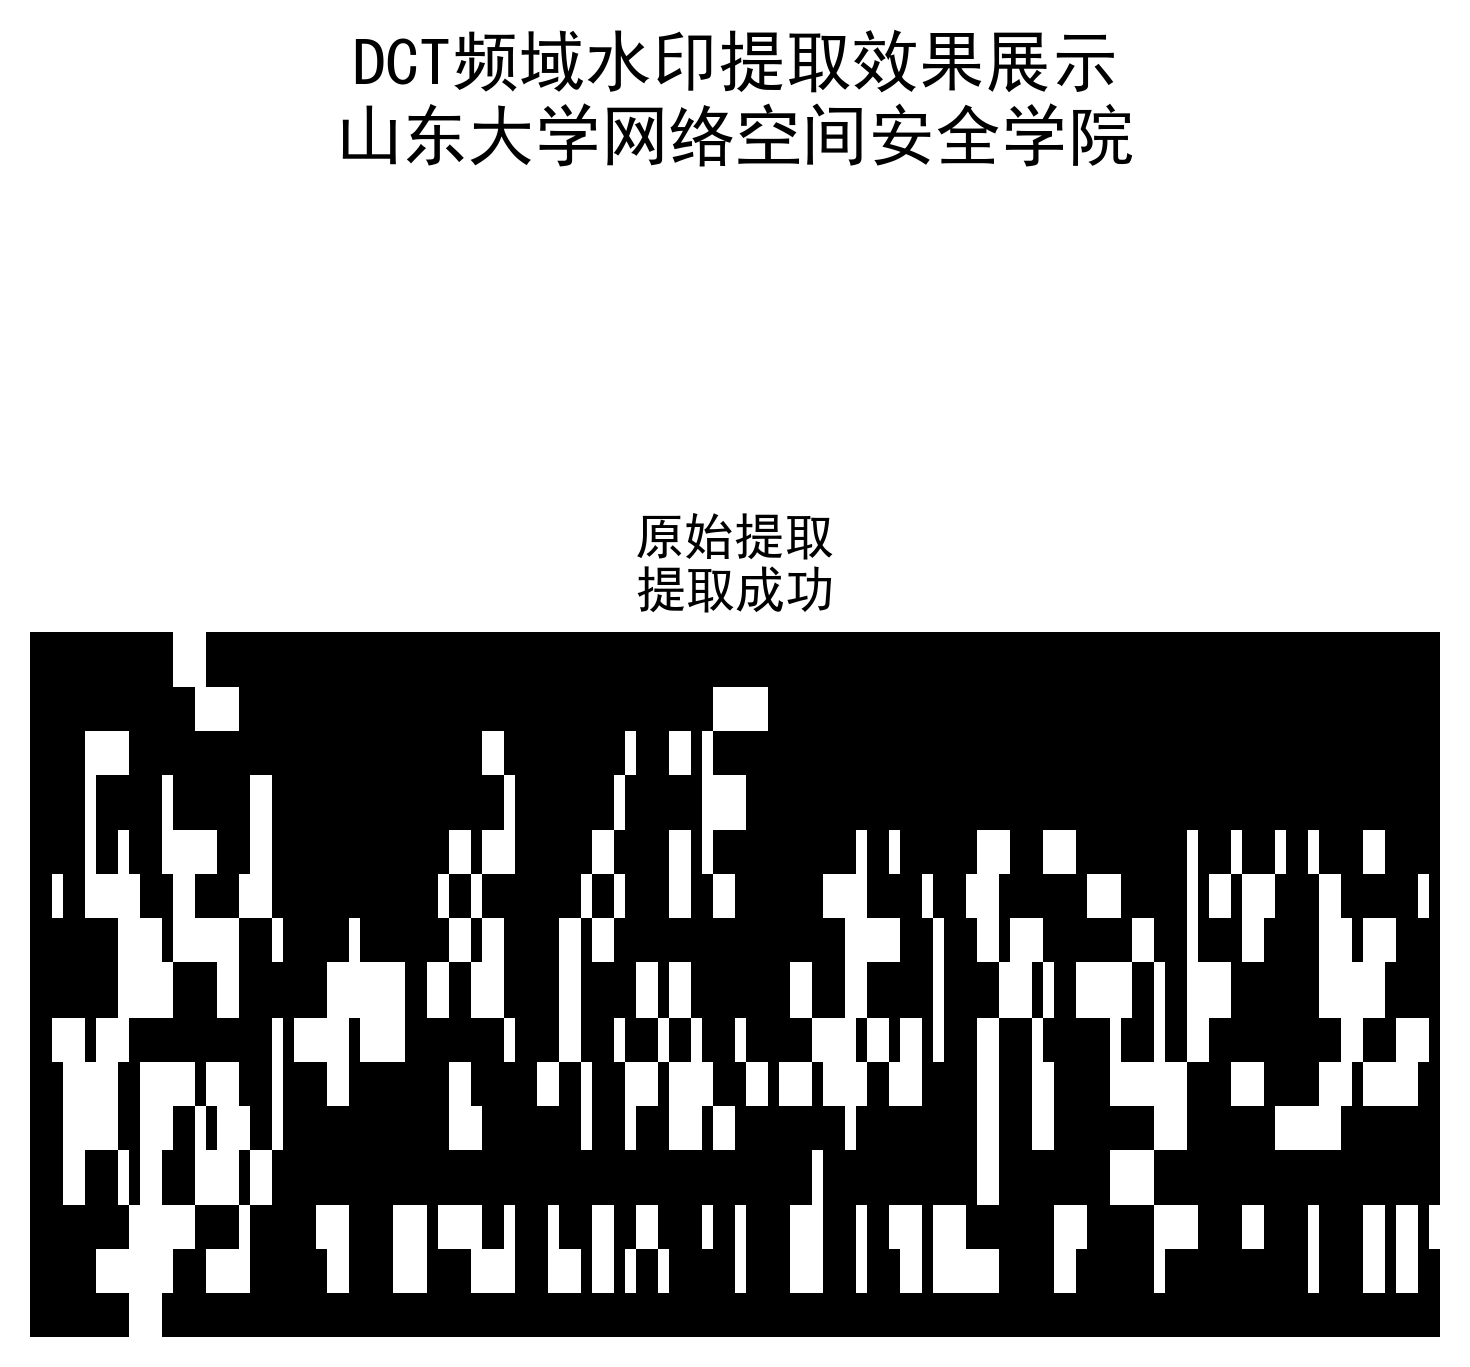 DCT频域水印提取效果展示
山东大学网络空间安全学院
原始提取
提取成功